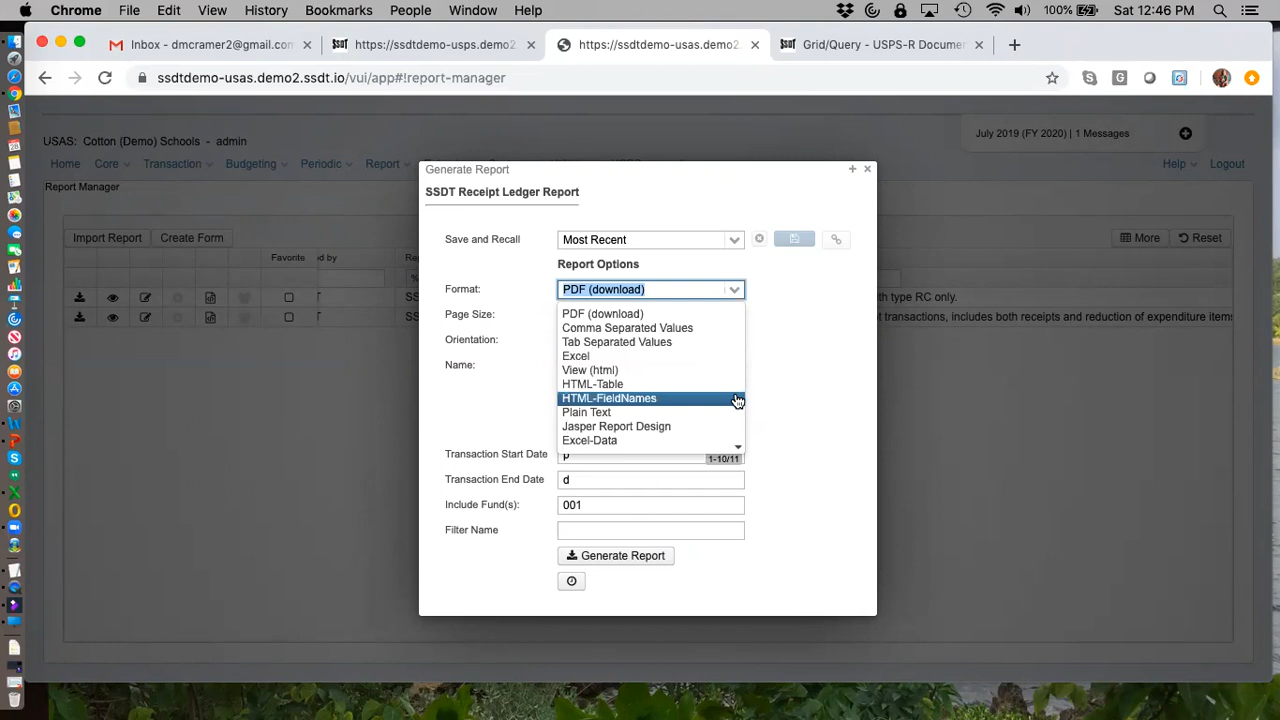 Chrome File Edit View History Bookmarks People Window Help 100% Sat 12:46 PM
Inbox - dmcramer2@gmail.con × https://ssdtdemo-usps.demo2 × https://ssdtdemo-usas.demo2. × Grid/Query - USPS-R Documen × +
ssdtdemo-usas.demo2.ssdt.io/vui/app#!report-manager
USAS: Cotton (Demo) Schools - admin
July 2019 (FY 2020) | 1 Messages
Home Core Transaction Budgeting Periodic Report Help Logout
Report Manager
Generate Report
SSDT Receipt Ledger Report
Import Report Create Form More Reset
Save and Recall Most Recent
Favorite d by
Report Options
Format: PDF (download)
with type RC only.
Page Size: PDF (download)
t transactions, includes both receipts and reduction of expenditure items
Comma Separated Values
Orientation: Tab Separated Values
Excel
Name: View (html)
HTML-Table
HTML-FieldNames
Plain Text
Jasper Report Design
Excel-Data
Transaction Start Date p 1-10/11
Transaction End Date d
Include Fund(s): 001
Filter Name
Generate Report